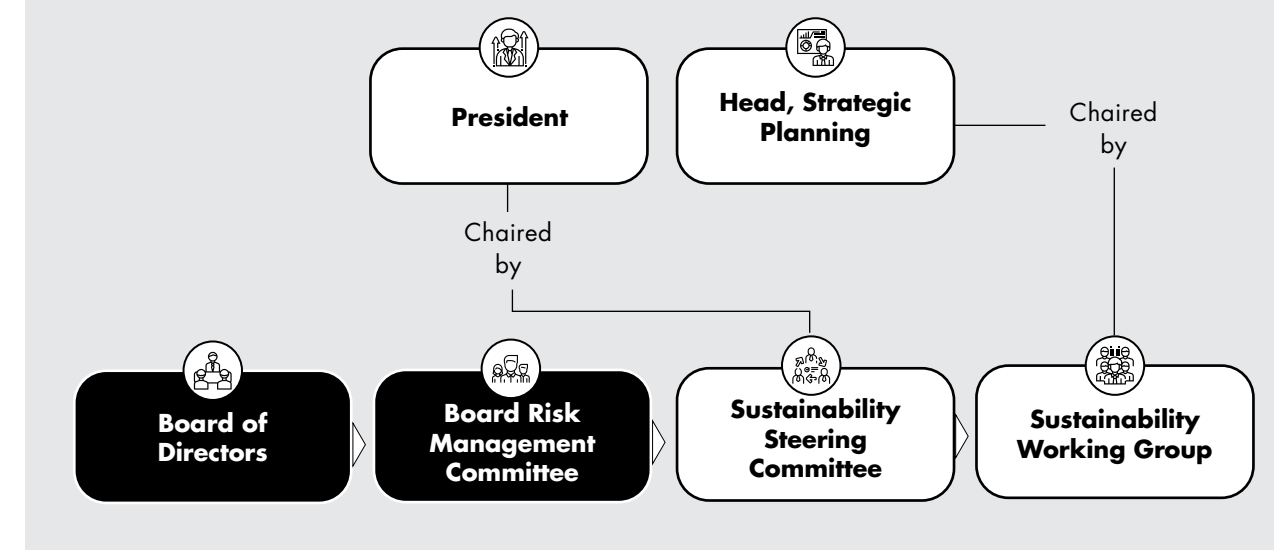 President
Head, Strategic
Planning
Chaired
by
Chaired
by
Board of
Directors
Board Risk
Management
Committee
Sustainability
Steering
Committee
Sustainability
Working Group